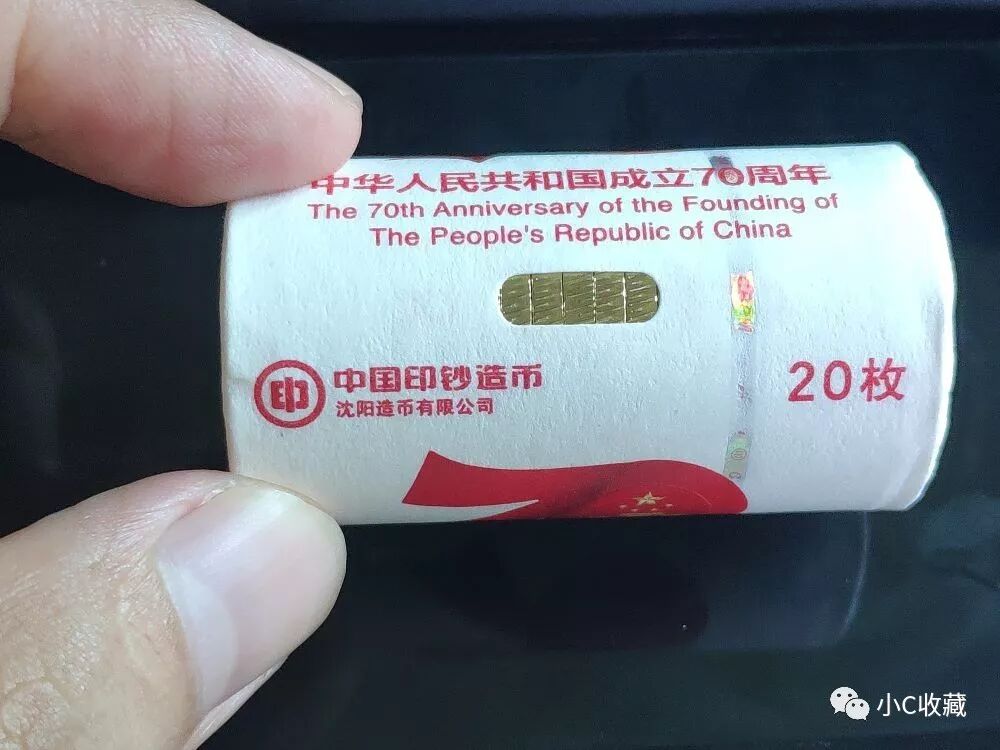 中华人民共和国成立70周年
The 70th Anniversary of the Founding of
The People's Republic of China
印 中国印钞造币
沈阳造币有限公司
20枚
小C收藏